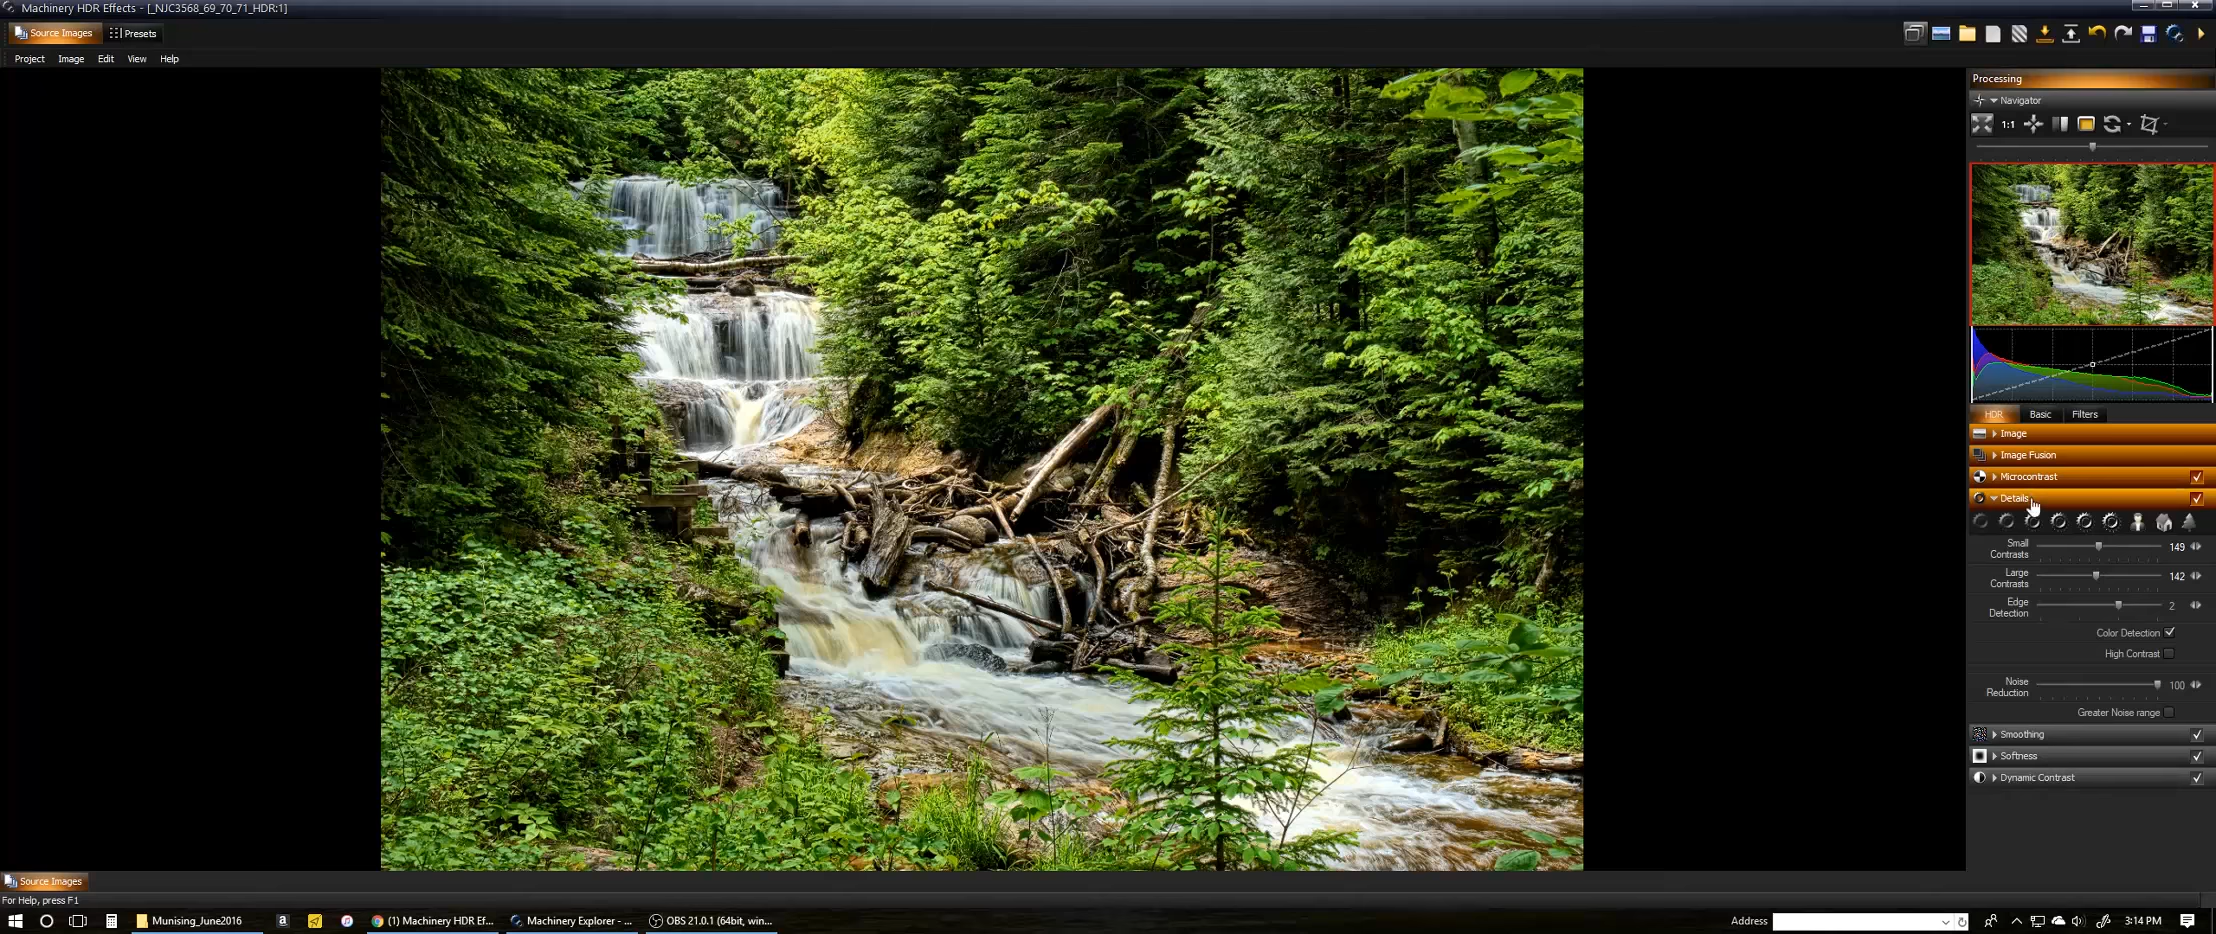 Machinery HDR Effects - [_NJC3568_69_70_71_HDR:1]
Source Images
Presets
Project Image Edit View Help
Processing
Navigator
1:1
HDR Basic Filters
Image
Image Fusion
Microcontrast
Details
Small
Contrasts
149
Large
Contrasts
142
Edge
Detection
2
Color Detection
High Contrast
Noise
Reduction
100
Greater Noise range
Smoothing
Softness
Dynamic Contrast
Source Images
For Help, press F1
Munising_June2016
a
(1) Machinery HDR Ef...
Machinery Explorer - ...
OBS 21.0.1 (64bit, win...
Address
3:14 PM